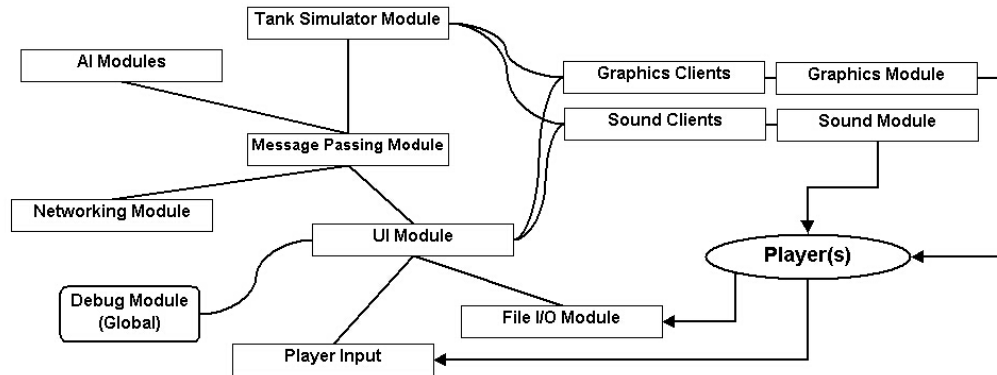 Tank Simulator Module
AI Modules
Graphics Clients
Graphics Module
Sound Clients
Sound Module
Message Passing Module
Networking Module
UI Module
Player(s)
Debug Module
(Global)
File I/O Module
Player Input